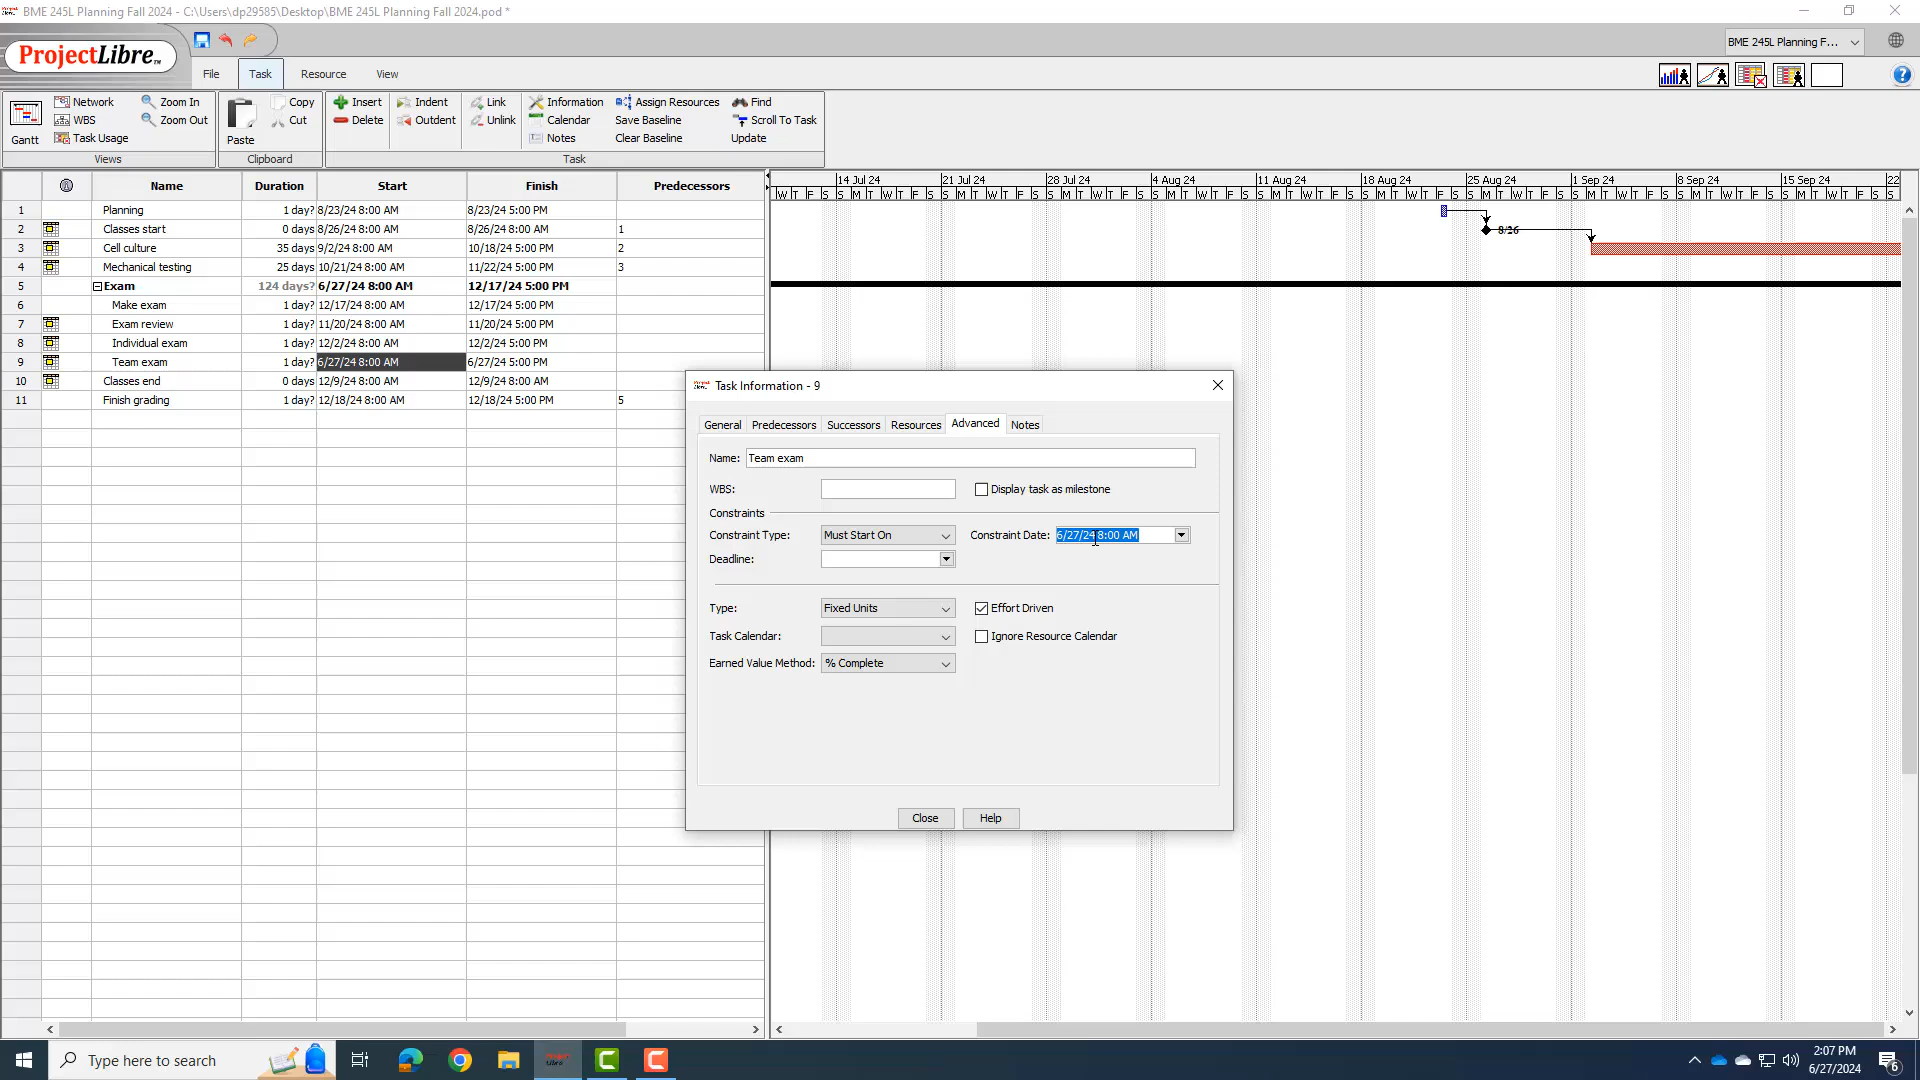 BME 245L Planning Fall 2024 - C:\Users\dp29585\Desktop\BME 245L Planning Fall 2024.pod *
ProjectLibre
BME 245L Planning F...
File Task Resource View
Gantt
Network
WBS
Task Usage
Zoom In
Zoom Out
Views
Paste
Copy
Cut
Clipboard
Insert
Delete
Indent
Outdent
Link
Unlink
Information
Calendar
Notes
Assign Resources
Save Baseline
Clear Baseline
Find
Scroll To Task
Update
Task
Name Duration Start Finish Predecessors
1 Planning 1 day? 8/23/24 8:00 AM 8/23/24 5:00 PM
2 Classes start 0 days 8/26/24 8:00 AM 8/26/24 8:00 AM 1
3 Cell culture 35 days 9/2/24 8:00 AM 10/18/24 5:00 PM 2
4 Mechanical testing 25 days 10/21/24 8:00 AM 11/22/24 5:00 PM 3
5 Exam 124 days? 6/27/24 8:00 AM 12/17/24 5:00 PM
6 Make exam 1 day? 12/17/24 8:00 AM 12/17/24 5:00 PM
7 Exam review 1 day? 11/20/24 8:00 AM 11/20/24 5:00 PM
8 Individual exam 1 day? 12/2/24 8:00 AM 12/2/24 5:00 PM
9 Team exam 1 day? 6/27/24 8:00 AM 6/27/24 5:00 PM
10 Classes end 0 days 12/9/24 8:00 AM 12/9/24 8:00 AM
11 Finish grading 1 day? 12/18/24 8:00 AM 12/18/24 5:00 PM 5
14 Jul 24 21 Jul 24 28 Jul 24 4 Aug 24 11 Aug 24 18 Aug 24 25 Aug 24 1 Sep 24 8 Sep 24 15 Sep 24 22
W T F S S M T W T F S S M T W T F S S M T W T F S S M T W T F S S M T W T F S S M T W T F S S M T W T F S S M T W T F S S M T W T F S S M T W T F S S
8/26
Task Information - 9
General Predecessors Successors Resources Advanced Notes
Name: Team exam
WBS: Display task as milestone
Constraints
Constraint Type: Must Start On Constraint Date: 6/27/24 8:00 AM
Deadline:
Type: Fixed Units Effort Driven
Task Calendar: Ignore Resource Calendar
Earned Value Method: % Complete
Close Help
Type here to search
2:07 PM
6/27/2024
6